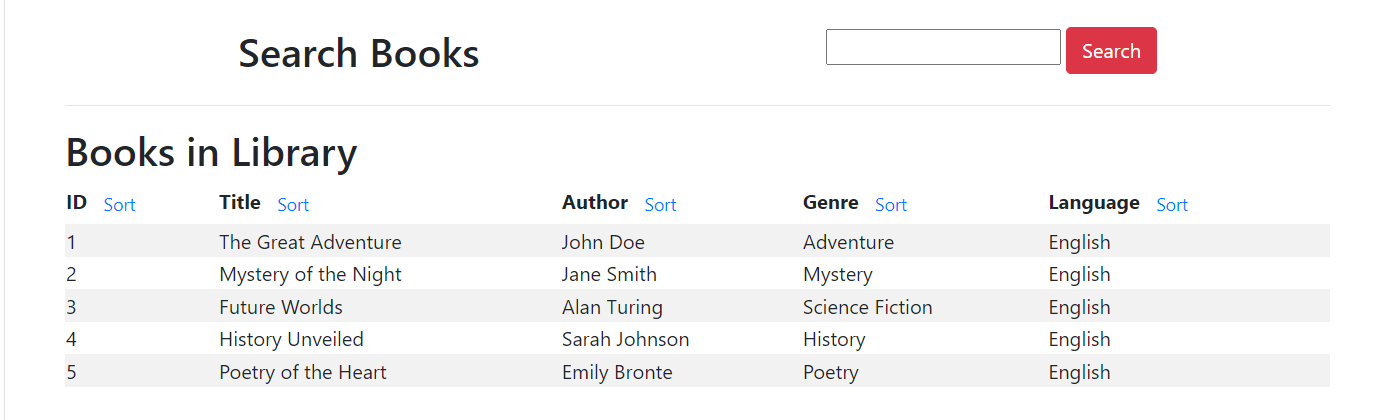 Search Books Search
Books in Library
ID Sort Title Sort Author Sort Genre Sort Language Sort
1 The Great Adventure John Doe Adventure English
2 Mystery of the Night Jane Smith Mystery English
3 Future Worlds Alan Turing Science Fiction English
4 History Unveiled Sarah Johnson History English
5 Poetry of the Heart Emily Bronte Poetry English